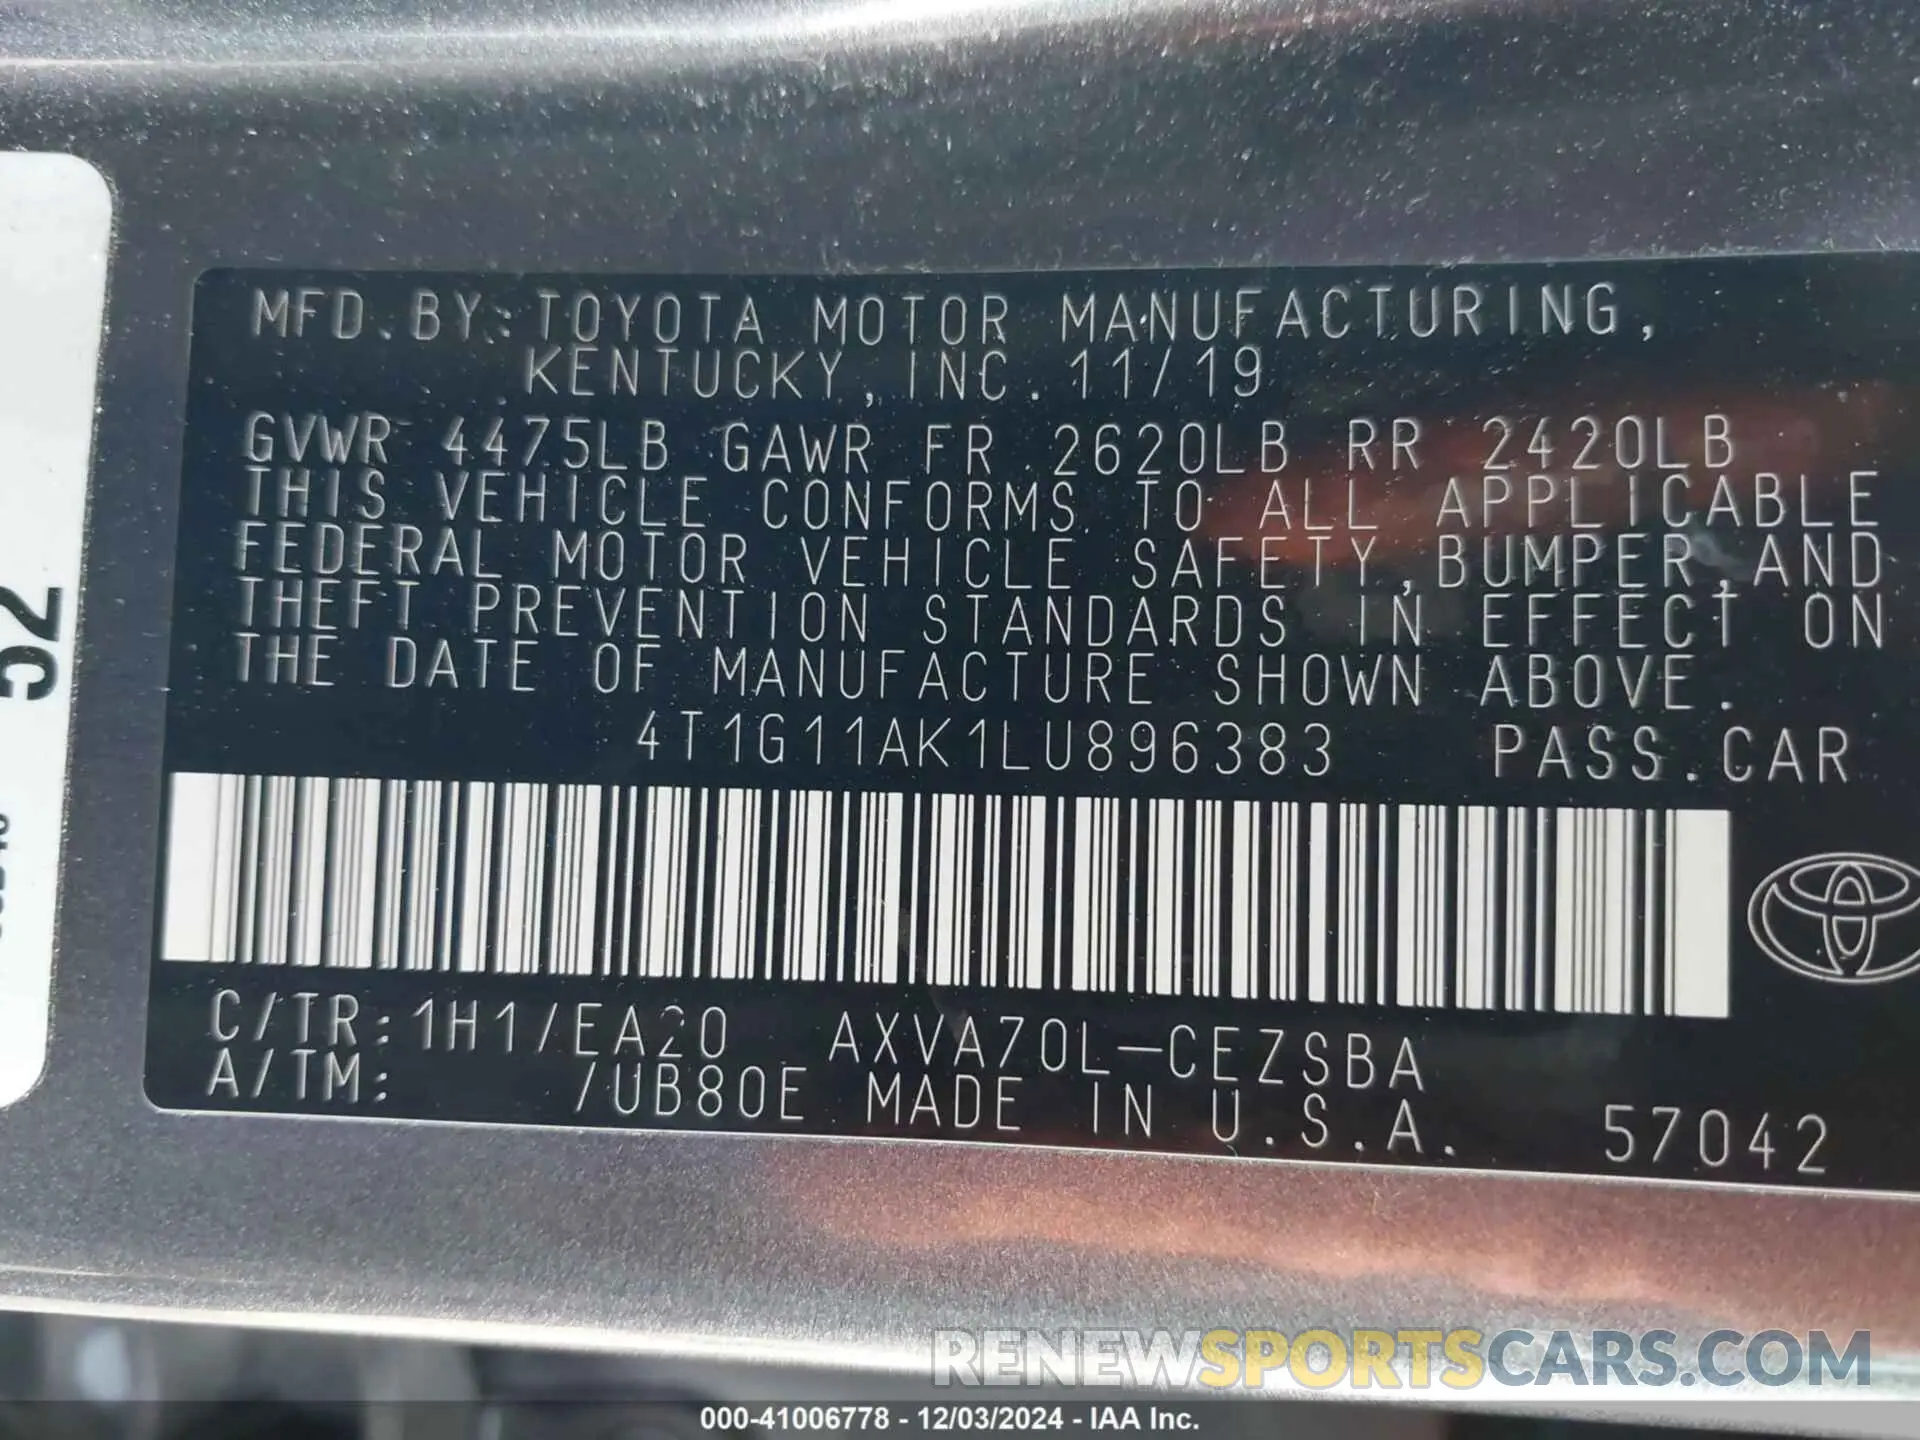 MFD.BY:TOYOTA MOTOR MANUFACTURING,
KENTUCKY,INC.11/19
GVWR 4475LB GAWR FR 2620LB RR 2420LB
THIS VEHICLE CONFORMS TO ALL APPLICABLE
FEDERAL MOTOR VEHICLE SAFETY,BUMPER,AND
THEFT PREVENTION STANDARDS IN EFFECT ON
THE DATE OF MANUFACTURE SHOWN ABOVE.
4T1G11AK1LU896383 PASS.CAR
C/TR:1H1/EA20 AXVA70L-CEZSBA
A/TM: /UB80E MADE IN U.S.A. 57042
52
RENEWSPORTSCARS.COM
000-41006778 - 12/03/2024 - IAA Inc.